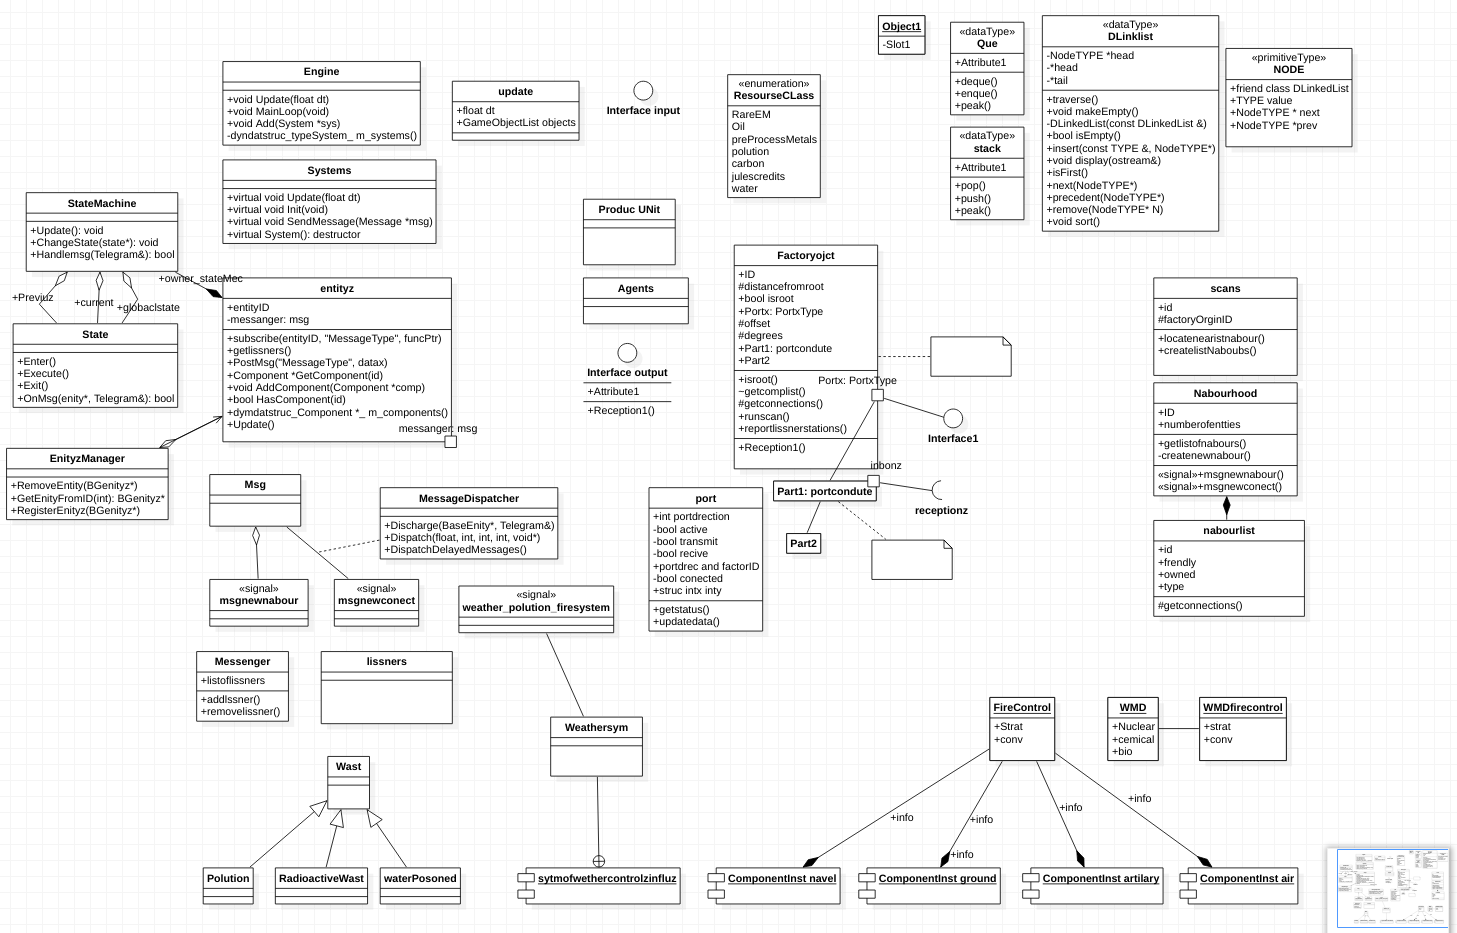 Object1
-Slot1
«dataType»
Que
+Attribute1
+deque()
+enque()
+peak()
«dataType»
DLinklist
-NodeTYPE *head
-*head
-*tail
+traverse()
+void makeEmpty()
-DLinkedList(const DLinkedList &)
+bool isEmpty()
+insert(const TYPE &, NodeTYPE*)
+void display(ostream&)
+isFirst()
+next(NodeTYPE*)
+precedent(NodeTYPE*)
+remove(NodeTYPE* N)
+void sort()
«primitiveType»
NODE
+friend class DLinkedList
+TYPE value
+NodeTYPE * next
+NodeTYPE *prev
Engine
+void Update(float dt)
+void MainLoop(void)
+void Add(System *sys)
-dyndatstruc_typeSystem_ m_systems()
update
+float dt
+GameObjectList objects
Interface input
«enumeration»
ResourseCLass
RareEM
Oil
preProcessMetals
polution
carbon
julescredits
water
«dataType»
stack
+Attribute1
+pop()
+push()
+peak()
Systems
+virtual void Update(float dt)
+virtual void Init(void)
+virtual void SendMessage(Message *msg)
+virtual System(): destructor
StateMachine
+Update(): void
+ChangeState(state*): void
+Handlemsg(Telegram&): bool
Produc UNit
+owner_stateMec
+Previuz
+current
+globaclstate
entityz
+entityID
-messanger: msg
+subscribe(entityID, "MessageType", funcPtr)
+getlissners()
+PostMsg("MessageType", datax)
+Component *GetComponent(id)
+void AddComponent(Component *comp)
+bool HasComponent(id)
+dymdatstruc_Component *_ m_components()
+Update()
messanger: msg
Agents
State
+Enter()
+Execute()
+Exit()
+OnMsg(enity*, Telegram&): bool
Interface output
+Attribute1
+Reception1()
Factoryojct
+ID
#distancefromroot
+bool isroot
+Portx: PortxType
#offset
#degrees
+Part1: portcondute
+Part2
+isroot()
~getcomplist()
#getconnections()
+runscan()
+reportlissnerstations()
+Reception1()
Portx: PortxType
Interface1
inbonz
receptionz
Part1: portcondute
Part2
scans
+id
#factoryOrginID
+locatenearistnabour()
+createlistNaboubs()
Nabourhood
+ID
+numberofentties
+getlistofnabours()
-createnewnabour()
«signal»+msgnewnabour()
«signal»+msgnewconect()
nabourlist
+id
+frendly
+owned
+type
#getconnections()
EnityzManager
+RemoveEntity(BGenityz*)
+GetEnityFromID(int): BGenityz*
+RegisterEnityz(BGenityz*)
Msg
MessageDispatcher
+Discharge(BaseEnity*, Telegram&)
+Dispatch(float, int, int, int, void*)
+DispatchDelayedMessages()
port
+int portdrection
-bool active
-bool transmit
-bool recive
+portdrec and factorID
-bool conected
+struc intx inty
+getstatus()
+updatedata()
«signal»
msgnewnabour
«signal»
msgnewconect
«signal»
weather_polution_firesystem
Messenger
+listoflissners
+addlssner()
+removelissner()
lissners
Weathersym
FireControl
+Strat
+conv
WMD
+Nuclear
+cemical
+bio
WMDfirecontrol
+strat
+conv
Wast
+info
+info
+info
+info
+info
Polution
RadioactiveWast
waterPosoned
sytmofwethercontrolzinfluz
ComponentInst navel
ComponentInst ground
ComponentInst artilary
ComponentInst air